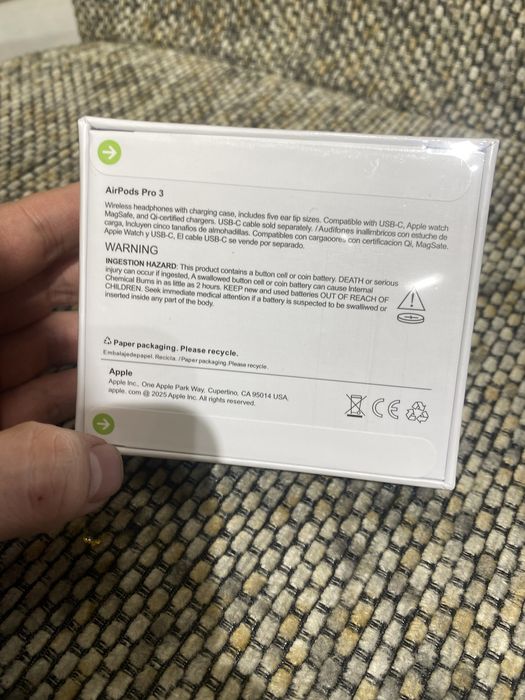 AirPods Pro 3
Wireless headphones with charging case, includes five ear tip sizes. Compatible with USB-C, Apple watch
MagSafe, and Qi-certified chargers. USB-C cable sold separately. / Audífonos inalímbricos con estuche de
carga, Incluyen cinco tanafios de almohadillas. Compatibles con cargaoores con certificacion Qi, MagSafe.
Apple Watch y USB-C, El cable USB-C se vende por separado.
WARNING
INGESTION HAZARD: This product contains a button cell or coin battery. DEATH or serious
injury can occur if ingested, A swallowed button cell or coin battery can cause Internal
Chemical Burns in as little as 2 hours. KEEP new and used batteries OUT OF REACH OF
CHILDREN. Seek immediate medical attention if a battery is suspected to be swallwed or
inserted inside any part of the body.
Paper packaging. Please recycle.
Embalajedepapel. Recicla. /Paper packaging.Please recycle.
Apple
Apple Inc., One Apple Park Way, Cupertino, CA 95014 USA,
apple. com @ 2025 Apple Inc. All rights reserved.
CE